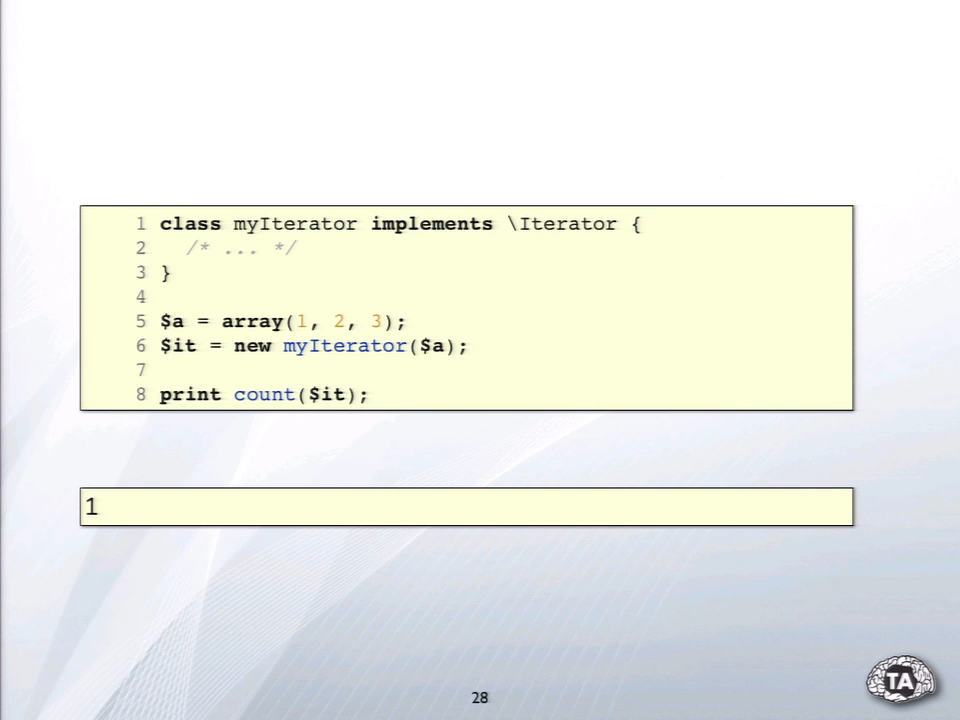 1 class myIterator implements \Iterator {
2   /* ... */
3 }
4
5 $a = array(1, 2, 3);
6 $it = new myIterator($a);
7
8 print count($it);
1
28
TA